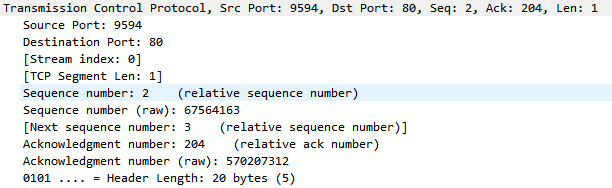 Transmission Control Protocol, Src Port: 9594, Dst Port: 80, Seq: 2, Ack: 204, Len: 1
Source Port: 9594
Destination Port: 80
[Stream index: 0]
[TCP Segment Len: 1]
Sequence number: 2    (relative sequence number)
Sequence number (raw): 67564163
[Next sequence number: 3    (relative sequence number)]
Acknowledgment number: 204    (relative ack number)
Acknowledgment number (raw): 570207312
0101 .... = Header Length: 20 bytes (5)